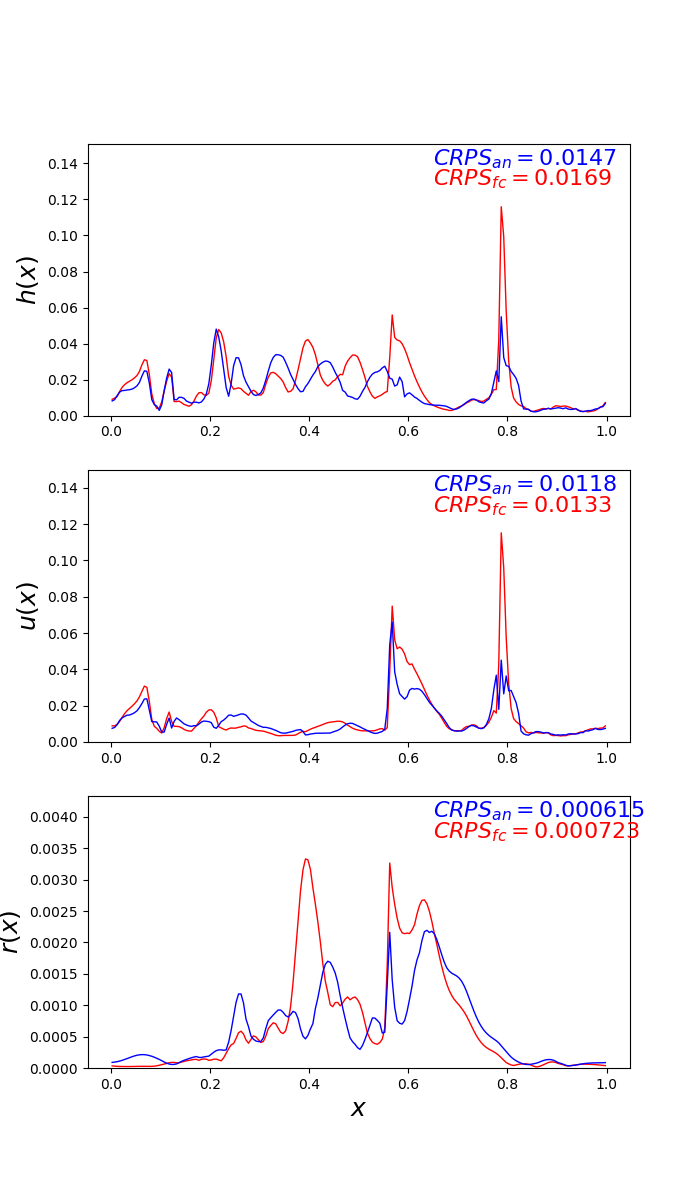 CRPS_an = 0.0147
CRPS_fc = 0.0169
0.14
0.12
0.10
0.08
0.06
0.04
0.02
0.00
h(x)
0.0 0.2 0.4 0.6 0.8 1.0
CRPS_an = 0.0118
CRPS_fc = 0.0133
0.14
0.12
0.10
0.08
0.06
0.04
0.02
0.00
u(x)
0.0 0.2 0.4 0.6 0.8 1.0
CRPS_an = 0.000615
CRPS_fc = 0.000723
0.0040
0.0035
0.0030
0.0025
0.0020
0.0015
0.0010
0.0005
0.0000
r(x)
0.0 0.2 0.4 0.6 0.8 1.0
x